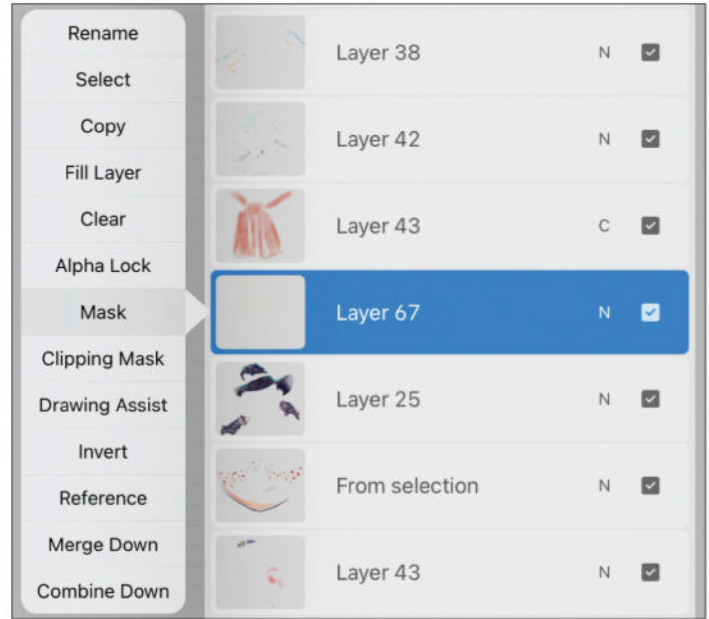 Rename
Select
Copy
Fill Layer
Clear
Alpha Lock
Mask
Clipping Mask
Drawing Assist
Invert
Reference
Merge Down
Combine Down
Layer 38 N
Layer 42 N
Layer 43 C
Layer 67 N
Layer 25 N
From selection N
Layer 43 N